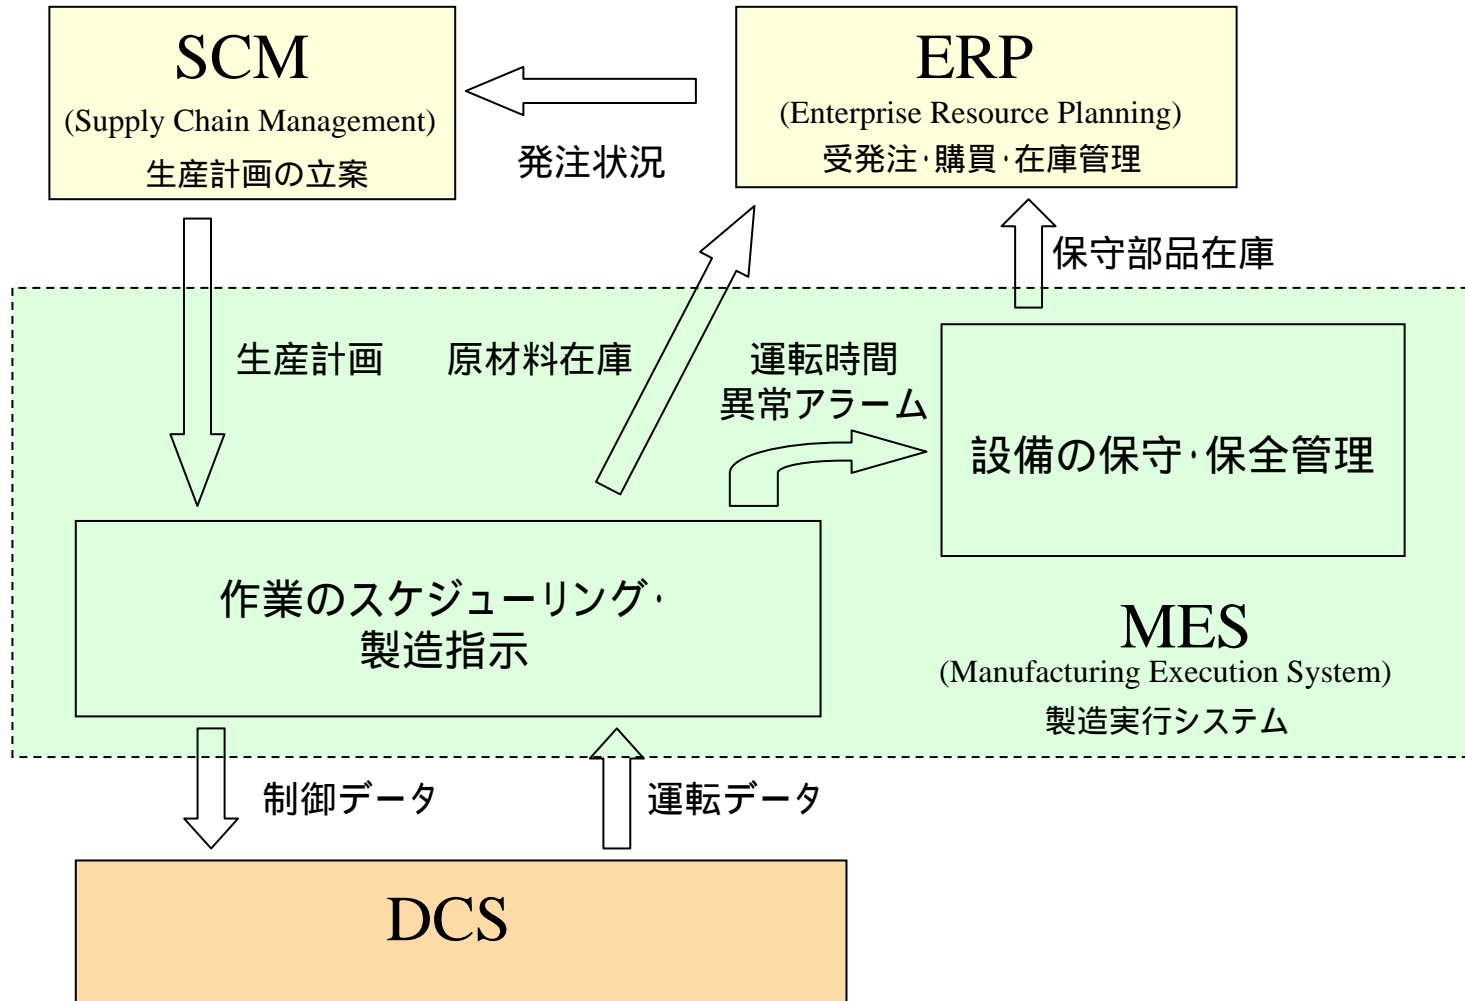 SCM
(Supply Chain Management)
生産計画の立案
ERP
(Enterprise Resource Planning)
受発注・購買・在庫管理
発注状況
保守部品在庫
生産計画
原材料在庫
運転時間
異常アラーム
設備の保守・保全管理
作業のスケジューリング・
製造指示
MES
(Manufacturing Execution System)
製造実行システム
制御データ
運転データ
DCS